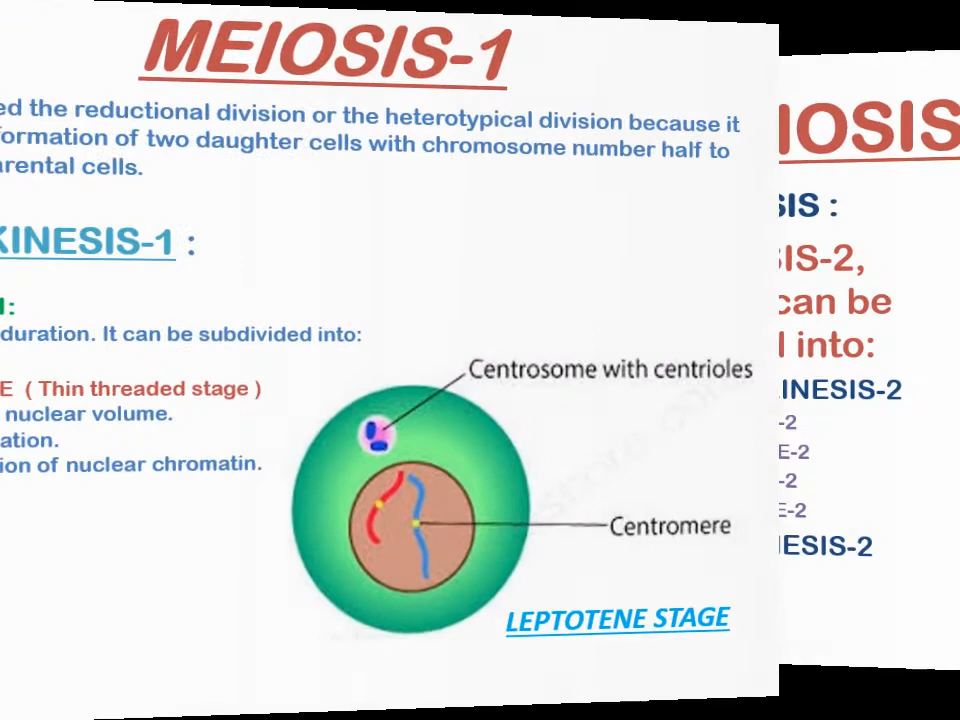 MEIOSIS-1
ed the reductional division or the heterotypical division because it
formation of two daughter cells with chromosome number half to
arental cells.
KINESIS-1 :
I:
duration. It can be subdivided into:
E ( Thin threaded stage )
nuclear volume.
ation.
ion of nuclear chromatin.
Centrosome with centrioles
Centromere
LEPTOTENE STAGE
IOSIS
SIS :
SIS-2,
can be
l into:
INESIS-2
-2
E-2
-2
E-2
NESIS-2